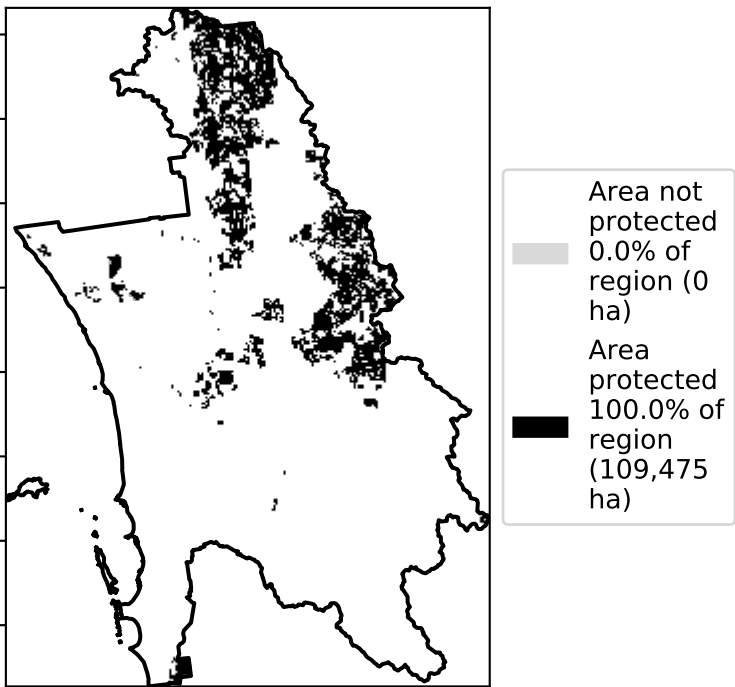 Area not
protected
0.0% of
region (0
ha)
Area
protected
100.0% of
region
(109,475
ha)